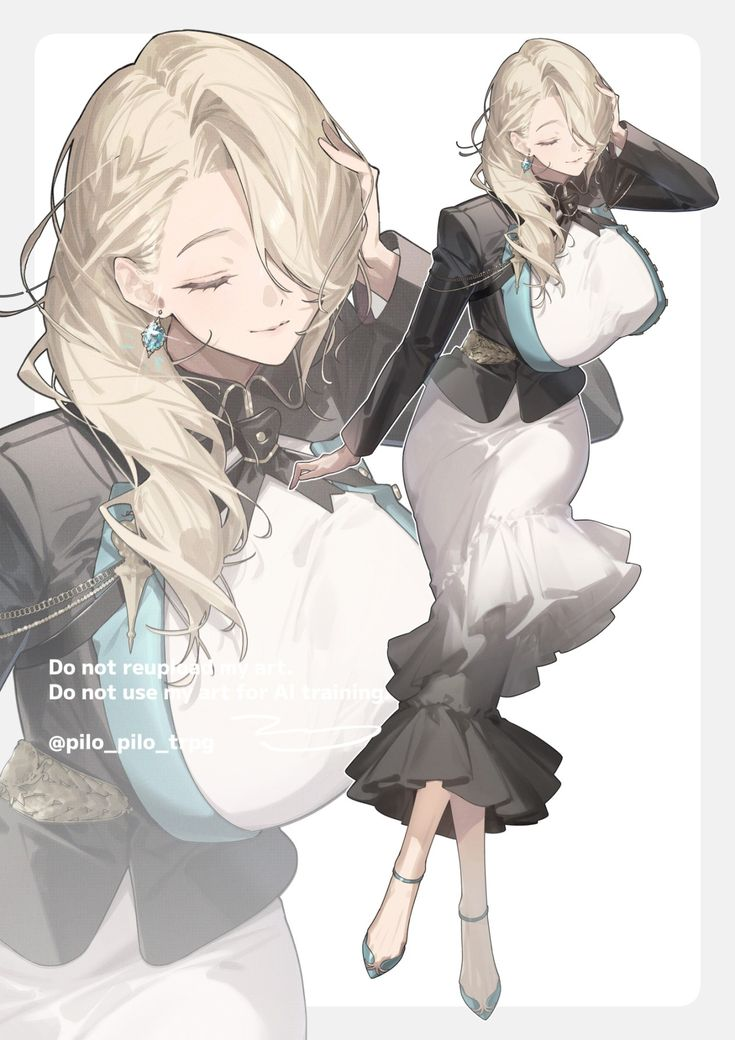 Do not reupload my art.
Do not use my art for AI training.
@pilo_pilo_trpg